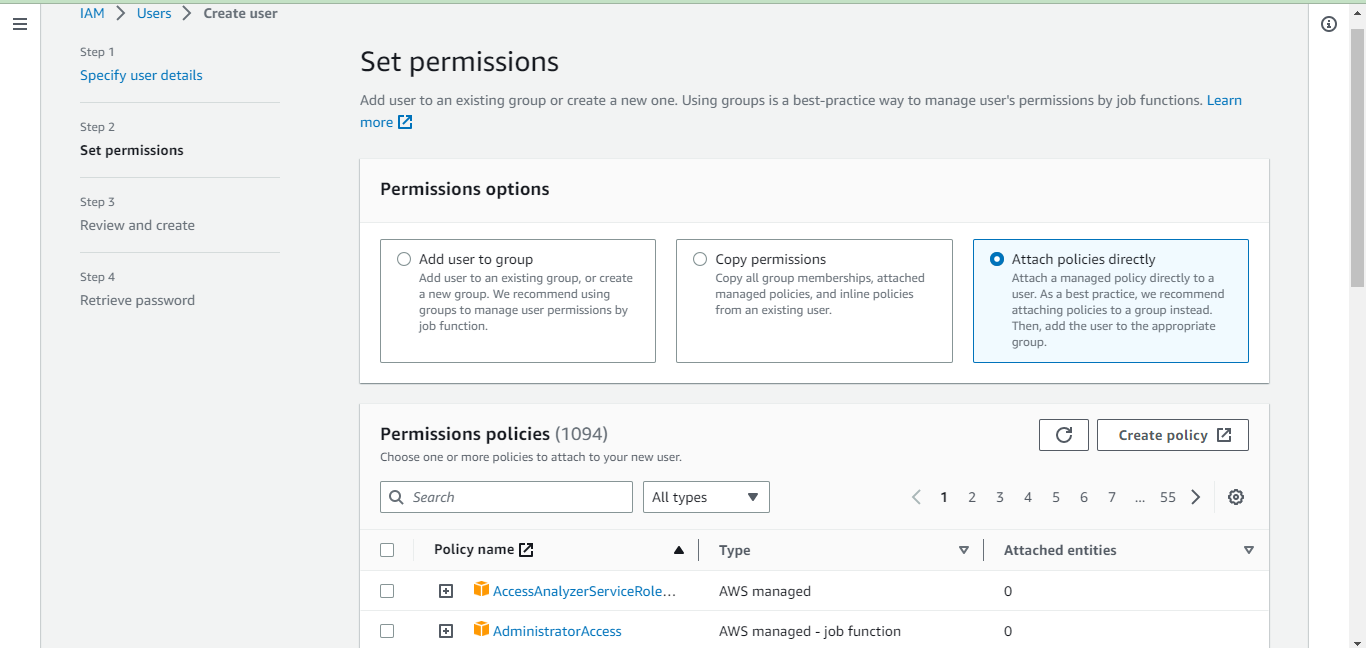 IAM > Users > Create user
Step 1
Specify user details
Step 2
Set permissions
Step 3
Review and create
Step 4
Retrieve password
Set permissions
Add user to an existing group or create a new one. Using groups is a best-practice way to manage user's permissions by job functions. Learn
more
Permissions options
Add user to group
Add user to an existing group, or create
a new group. We recommend using
groups to manage user permissions by
job function.
Copy permissions
Copy all group memberships, attached
managed policies, and inline policies
from an existing user.
Attach policies directly
Attach a managed policy directly to a
user. As a best practice, we recommend
attaching policies to a group instead.
Then, add the user to the appropriate
group.
Permissions policies (1094)
Choose one or more policies to attach to your new user.
Create policy
Search
All types
1 2 3 4 5 6 7 ... 55
Policy name Type Attached entities
AccessAnalyzerServiceRole... AWS managed 0
AdministratorAccess AWS managed - job function 0